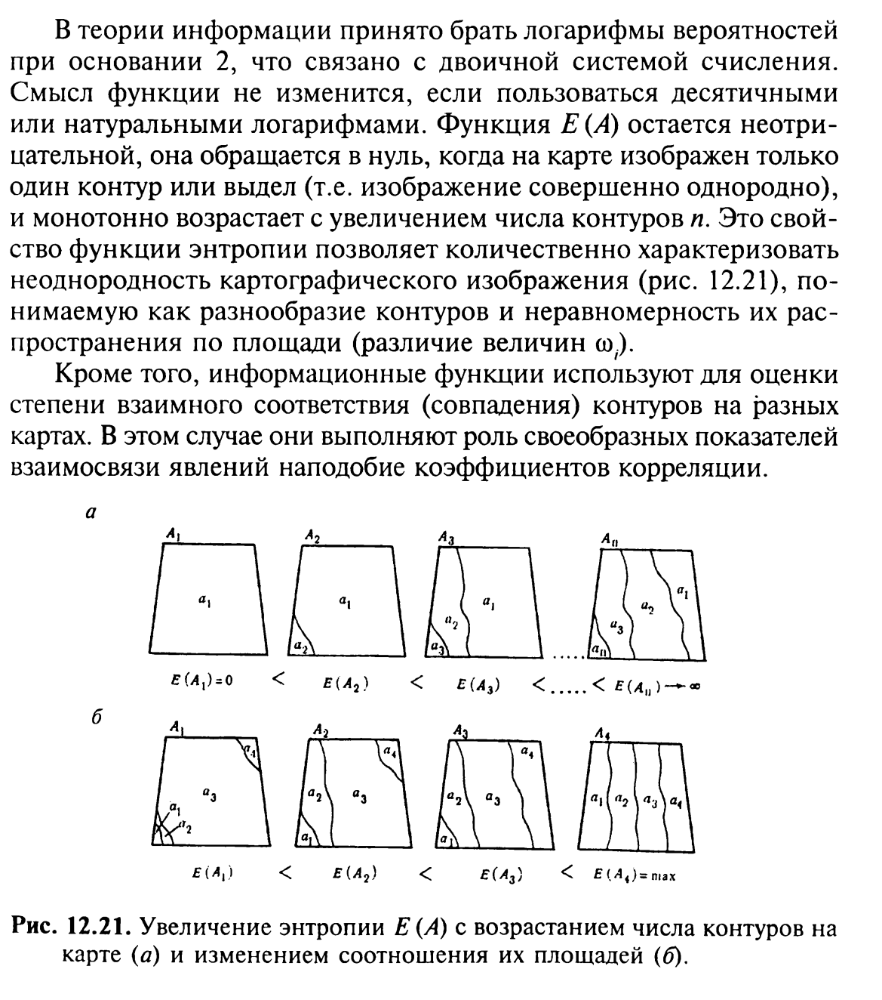 В теории информации принято брать логарифмы вероятностей
при основании 2, что связано с двоичной системой счисления.
Смысл функции не изменится, если пользоваться десятичными
или натуральными логарифмами. Функция E (A) остается неотри-
цательной, она обращается в нуль, когда на карте изображен только
один контур или выдел (т.е. изображение совершенно однородно),
и монотонно возрастает с увеличением числа контуров n. Это свой-
ство функции энтропии позволяет количественно характеризовать
неоднородность картографического изображения (рис. 12.21), по-
нимаемую как разнообразие контуров и неравномерность их рас-
пространения по площади (различие величин ωᵢ).
Кроме того, информационные функции используют для оценки
степени взаимного соответствия (совпадения) контуров на разных
картах. В этом случае они выполняют роль своеобразных показателей
взаимосвязи явлений наподобие коэффициентов корреляции.
а
A₁ A₂ A₃ Aₙ
a₁ a₁ a₂ a₁ a₃ a₂ a₁
a₂ a₃ aₙ
.....
E (A₁)=0 < E (A₂) < E (A₃) <.....< E (Aₙ)→∞
б
A₁ A₂ A₃ A₄
a₄ a₄ a₄
a₃ a₂ a₃ a₂ a₃ a₁ a₂ a₃ a₄
a₁ a₂ a₁ a₁
E (A₁) < E (A₂) < E (A₃) < E (A₄)=max
Рис. 12.21. Увеличение энтропии E (A) с возрастанием числа контуров на
карте (а) и изменением соотношения их площадей (б).